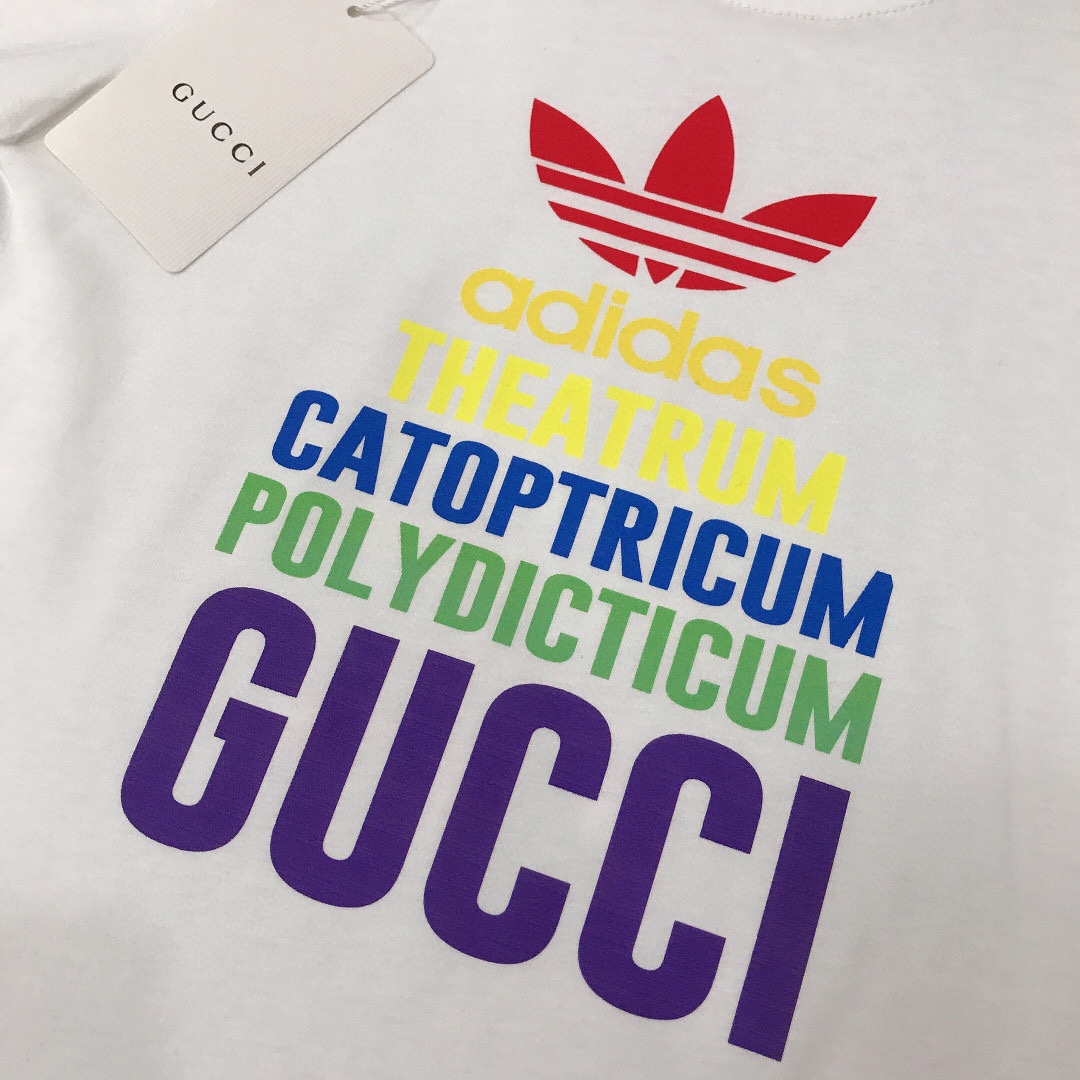 GUCCI
adidas
THEATRUM
CATOPTRICUM
POLYDICTICUM
GUCCI